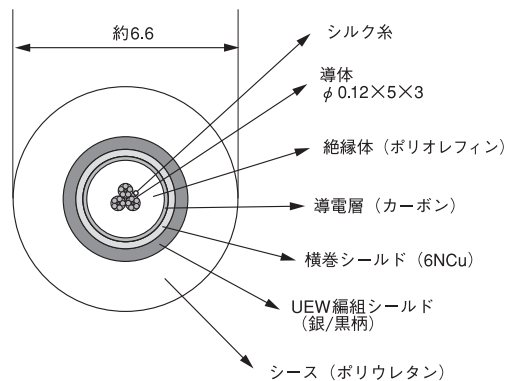 約6.6
シルク糸
導体
φ 0.12×5×3
絶縁体（ポリオレフィン）
導電層（カーボン）
横巻シールド（6NCu）
UEW編組シールド
（銀/黒柄）
シース（ポリウレタン）